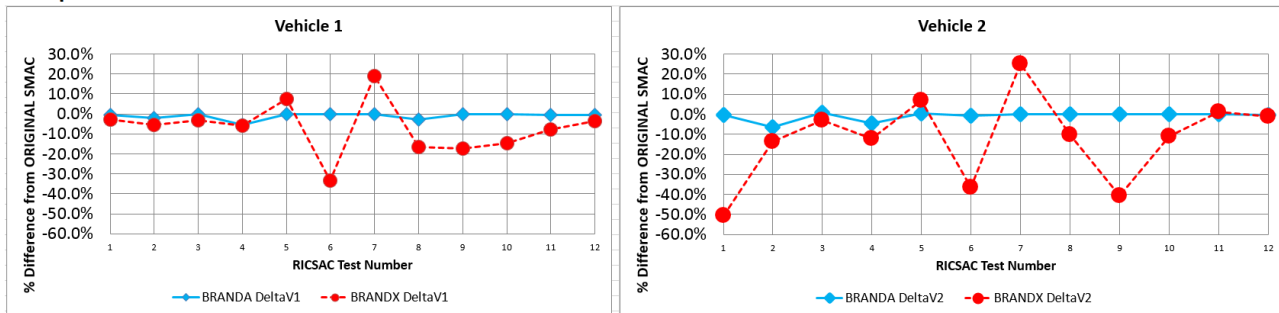 Vehicle 1
% Difference from ORIGINAL SMAC
30.0%
20.0%
10.0%
0.0%
-10.0%
-20.0%
-30.0%
-40.0%
-50.0%
-60.0%
1 2 3 4 5 6 7 8 9 10 11 12
RICSAC Test Number
BRANDA DeltaV1 BRANDX DeltaV1
Vehicle 2
% Difference from ORIGINAL SMAC
30.0%
20.0%
10.0%
0.0%
-10.0%
-20.0%
-30.0%
-40.0%
-50.0%
-60.0%
1 2 3 4 5 6 7 8 9 10 11 12
RICSAC Test Number
BRANDA DeltaV2 BRANDX DeltaV2